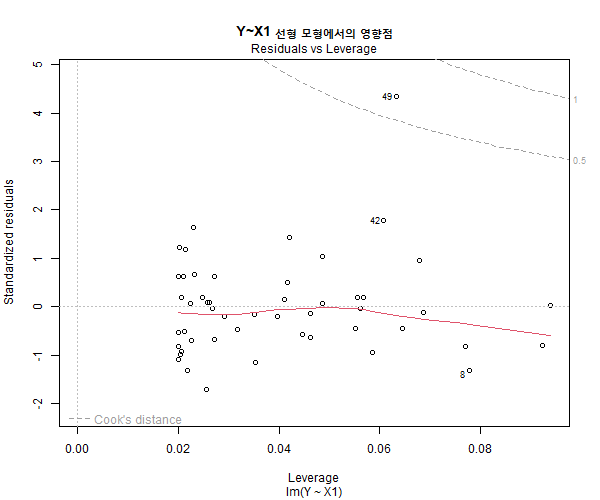 Y~X1 선형 모형에서의 영향점
Residuals vs Leverage
Standardized residuals
5
4
3
2
1
0
-1
-2
49
42
8
1
0.5
Cook's distance
0.00 0.02 0.04 0.06 0.08
Leverage
lm(Y ~ X1)